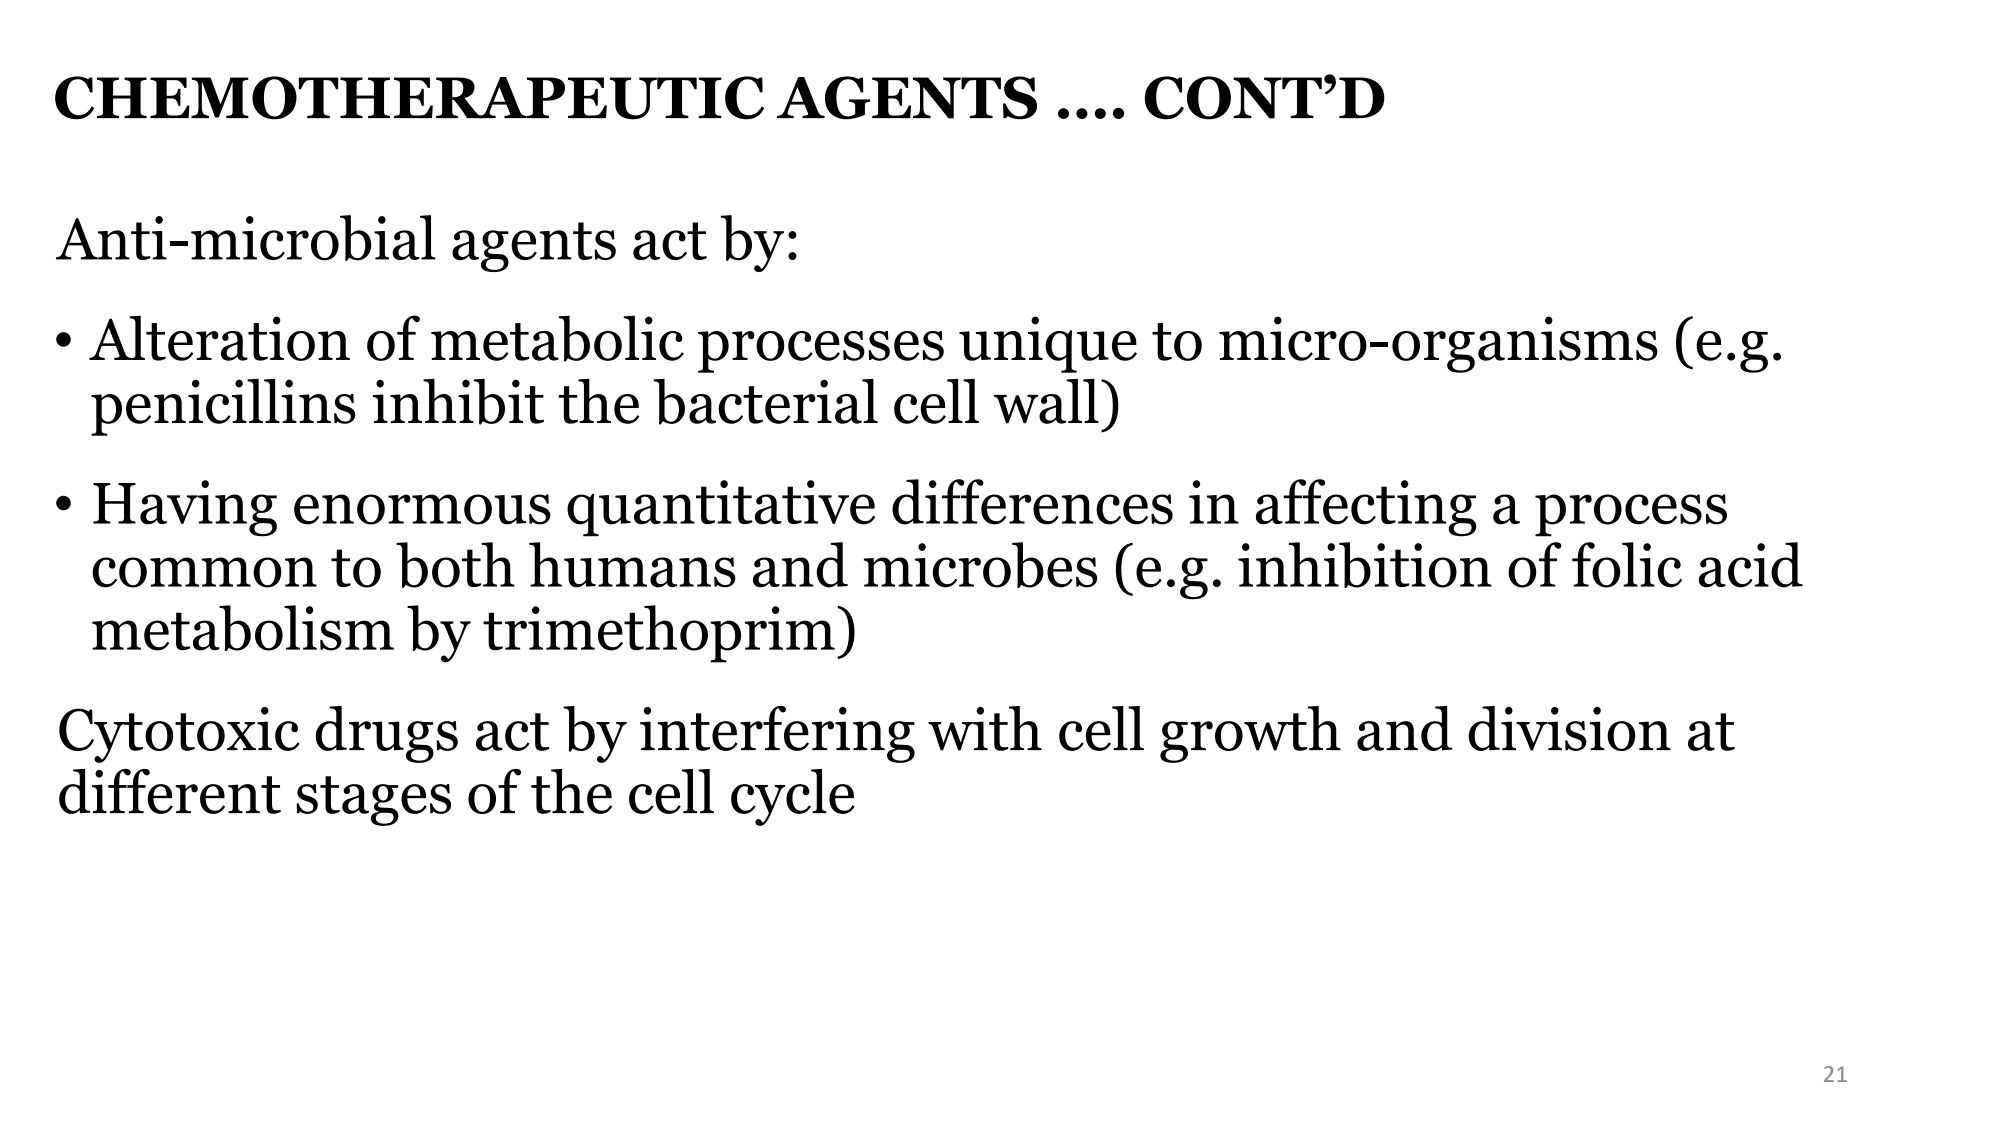 CHEMOTHERAPEUTIC AGENTS .... CONT’D
Anti-microbial agents act by:
• Alteration of metabolic processes unique to micro-organisms (e.g.
penicillins inhibit the bacterial cell wall)
• Having enormous quantitative differences in affecting a process
common to both humans and microbes (e.g. inhibition of folic acid
metabolism by trimethoprim)
Cytotoxic drugs act by interfering with cell growth and division at
different stages of the cell cycle
21